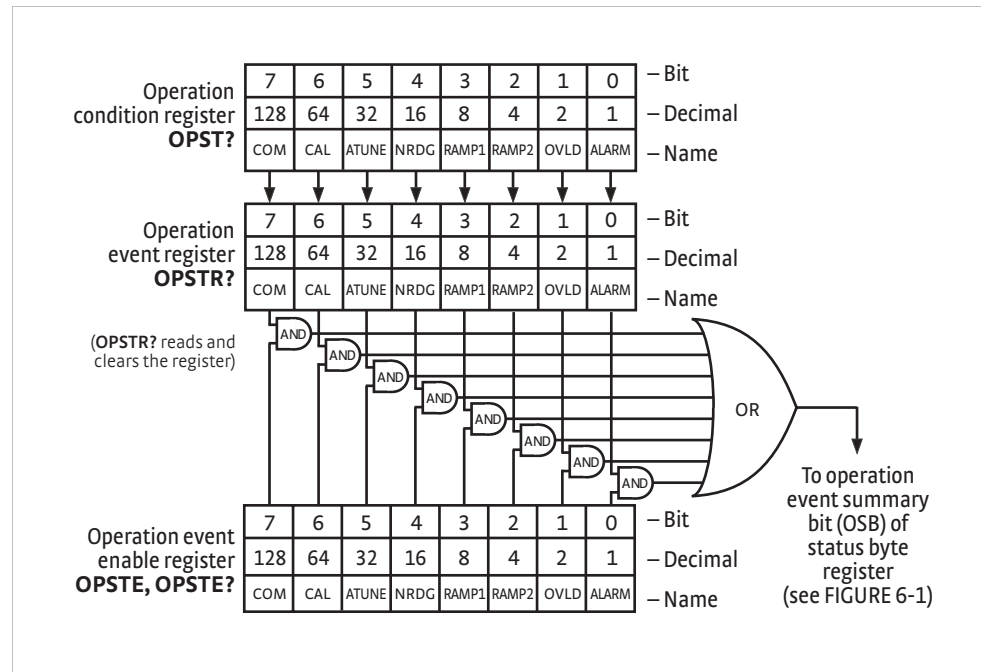 Operation
condition register
OPST?
7 6 5 4 3 2 1 0 – Bit
128 64 32 16 8 4 2 1 – Decimal
COM CAL ATUNE NRDG RAMP1 RAMP2 OVLD ALARM – Name
Operation
event register
OPSTR?
7 6 5 4 3 2 1 0 – Bit
128 64 32 16 8 4 2 1 – Decimal
COM CAL ATUNE NRDG RAMP1 RAMP2 OVLD ALARM – Name
(OPSTR? reads and
clears the register)
AND
AND
AND
AND
AND
AND
AND
AND
OR
To operation
event summary
bit (OSB) of
status byte
register
(see FIGURE 6-1)
Operation event
enable register
OPSTE, OPSTE?
7 6 5 4 3 2 1 0 – Bit
128 64 32 16 8 4 2 1 – Decimal
COM CAL ATUNE NRDG RAMP1 RAMP2 OVLD ALARM – Name